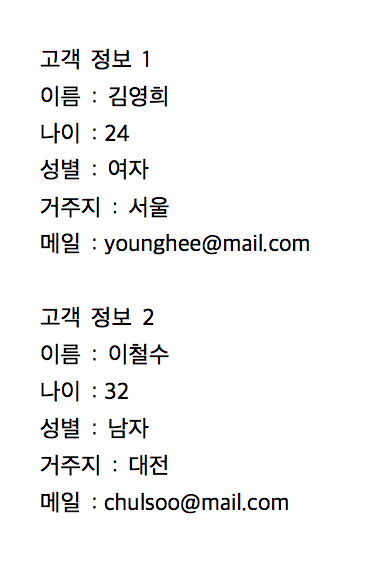 고객 정보 1
이름 : 김영희
나이 : 24
성별 : 여자
거주지 : 서울
메일 : younghee@mail.com
고객 정보 2
이름 : 이철수
나이 : 32
성별 : 남자
거주지 : 대전
메일 : chulsoo@mail.com